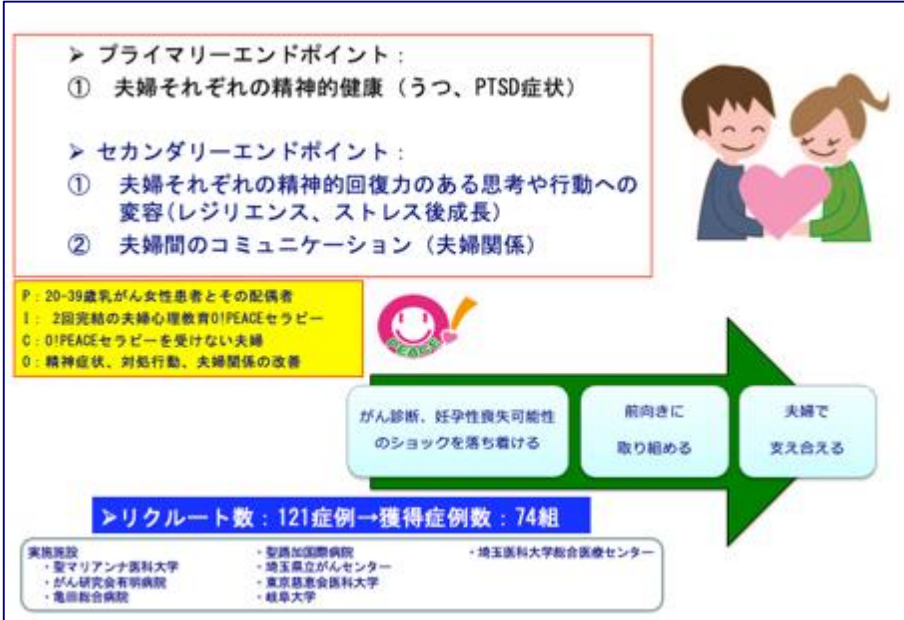 ➢ プライマリーエンドポイント：
① 夫婦それぞれの精神的健康（うつ、PTSD症状）
➢ セカンダリーエンドポイント：
① 夫婦それぞれの精神的回復力のある思考や行動への
変容(レジリエンス、ストレス後成長)
② 夫婦間のコミュニケーション（夫婦関係）
P：20-39歳乳がん女性患者とその配偶者
I： 2回完結の夫婦心理教育O!PEACEセラピー
C：O!PEACEセラピーを受けない夫婦
O：精神症状、対処行動、夫婦関係の改善
PEACE
がん診断、妊孕性喪失可能性
のショックを落ち着ける
前向きに
取り組める
夫婦で
支え合える
➢リクルート数：121症例→獲得症例数：74組
実施施設
・聖マリアンナ医科大学
・がん研究会有明病院
・亀田総合病院
・聖路加国際病院
・埼玉県立がんセンター
・東京慈恵会医科大学
・岐阜大学
・埼玉医科大学総合医療センター